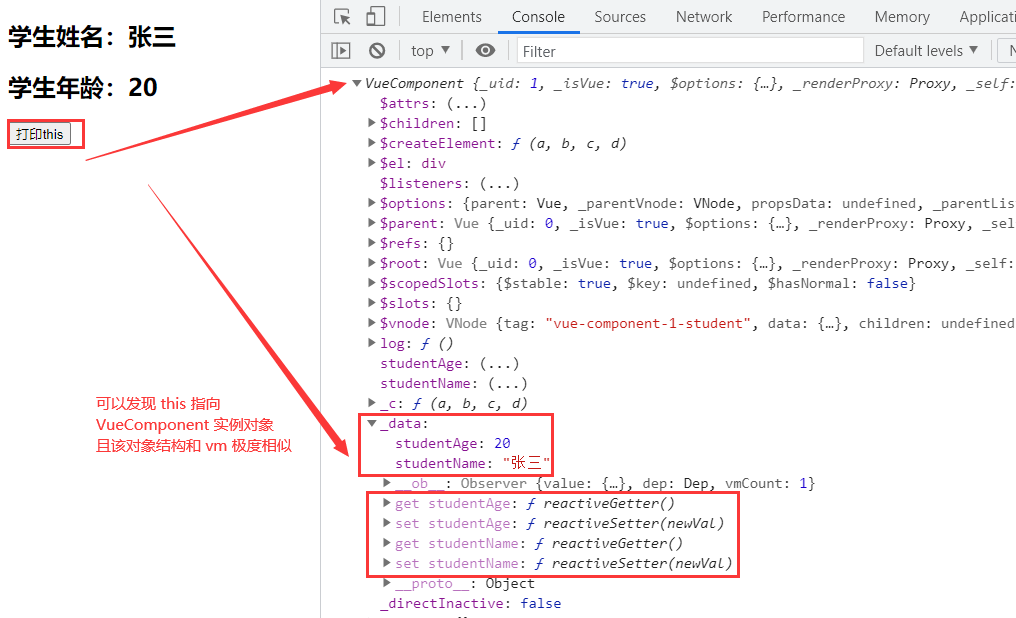 学生姓名：张三
学生年龄：20
打印this
可以发现 this 指向
VueComponent 实例对象
且该对象结构和 vm 极度相似
Elements Console Sources Network Performance Memory Applicati
top ▼ Filter Default levels ▼ N
▼VueComponent {_uid: 1, _isVue: true, $options: {…}, _renderProxy: Proxy, _self:
$attrs: (...)
▶$children: []
▶$createElement: ƒ (a, b, c, d)
▶$el: div
$listeners: (...)
▶$options: {parent: Vue, _parentVnode: VNode, propsData: undefined, _parentLis
▶$parent: Vue {_uid: 0, _isVue: true, $options: {…}, _renderProxy: Proxy, _sel
▶$refs: {}
▶$root: Vue {_uid: 0, _isVue: true, $options: {…}, _renderProxy: Proxy, _self:
▶$scopedSlots: {$stable: true, $key: undefined, $hasNormal: false}
▶$slots: {}
▶$vnode: VNode {tag: "vue-component-1-student", data: {…}, children: undefined
▶log: ƒ ()
studentAge: (...)
studentName: (...)
▶_c: ƒ (a, b, c, d)
▼_data:
studentAge: 20
studentName: "张三"
▶__ob__: Observer {value: {…}, dep: Dep, vmCount: 1}
▶get studentAge: ƒ reactiveGetter()
▶set studentAge: ƒ reactiveSetter(newVal)
▶get studentName: ƒ reactiveGetter()
▶set studentName: ƒ reactiveSetter(newVal)
▶__proto__: Object
_directInactive: false